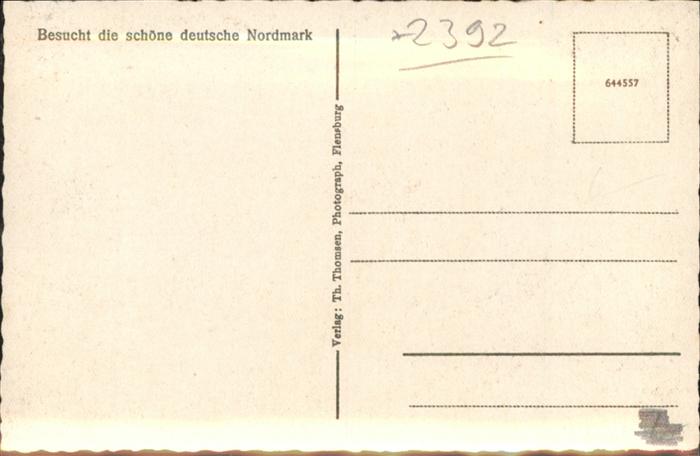 Besucht die schöne deutsche Nordmark
2392
644557
Verlag: Th. Thomsen, Photograph, Flensburg